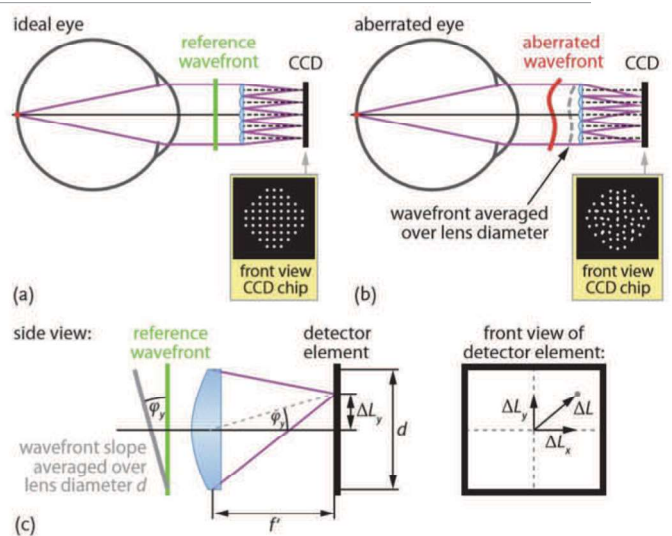 ideal eye
reference
wavefront
CCD
front view
CCD chip
(a)
aberrated eye
aberrated
wavefront
CCD
wavefront averaged
over lens diameter
front view
CCD chip
(b)
side view:
reference
wavefront
detector
element
φy
φ̌y
ΔLy
d
wavefront slope
averaged over
lens diameter d
f'
(c)
front view of
detector element:
ΔLy
ΔL
ΔLx